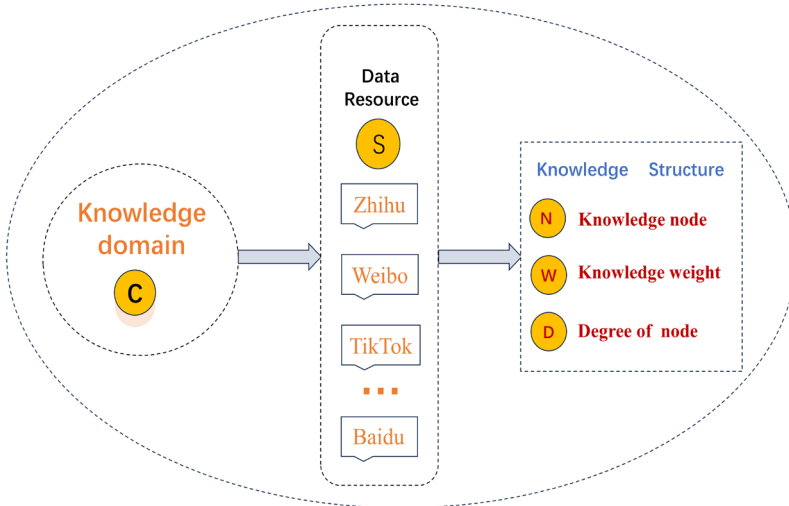 Knowledge
domain
C
Data
Resource
S
Zhihu
Weibo
TikTok
...
Baidu
Knowledge Structure
N Knowledge node
W Knowledge weight
D Degree of node